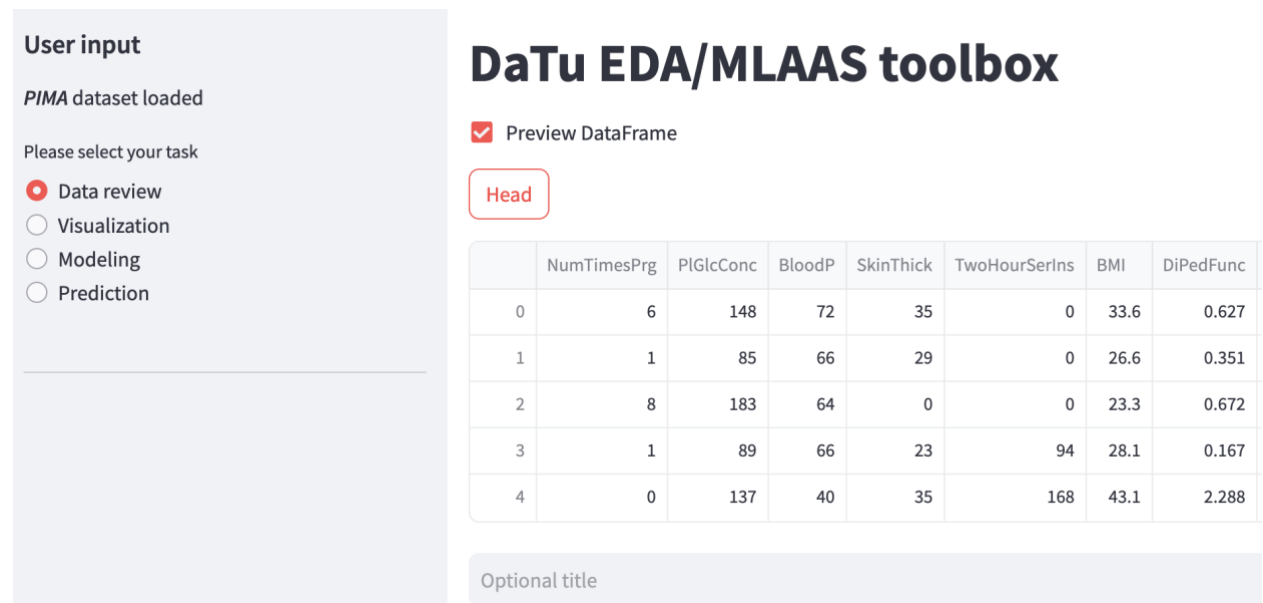 User input
PIMA dataset loaded
Please select your task
Data review
Visualization
Modeling
Prediction
DaTu EDA/MLAAS toolbox
Preview DataFrame
Head
NumTimesPrg PlGlcConc BloodP SkinThick TwoHourSerIns BMI DiPedFunc
0 6 148 72 35 0 33.6 0.627
1 1 85 66 29 0 26.6 0.351
2 8 183 64 0 0 23.3 0.672
3 1 89 66 23 94 28.1 0.167
4 0 137 40 35 168 43.1 2.288
Optional title